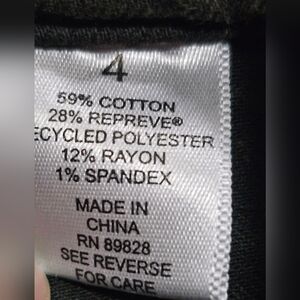 4
59% COTTON
28% REPREVE®
ECYCLED POLYESTER
12% RAYON
1% SPANDEX
MADE IN
CHINA
RN 89828
SEE REVERSE
FOR CARE